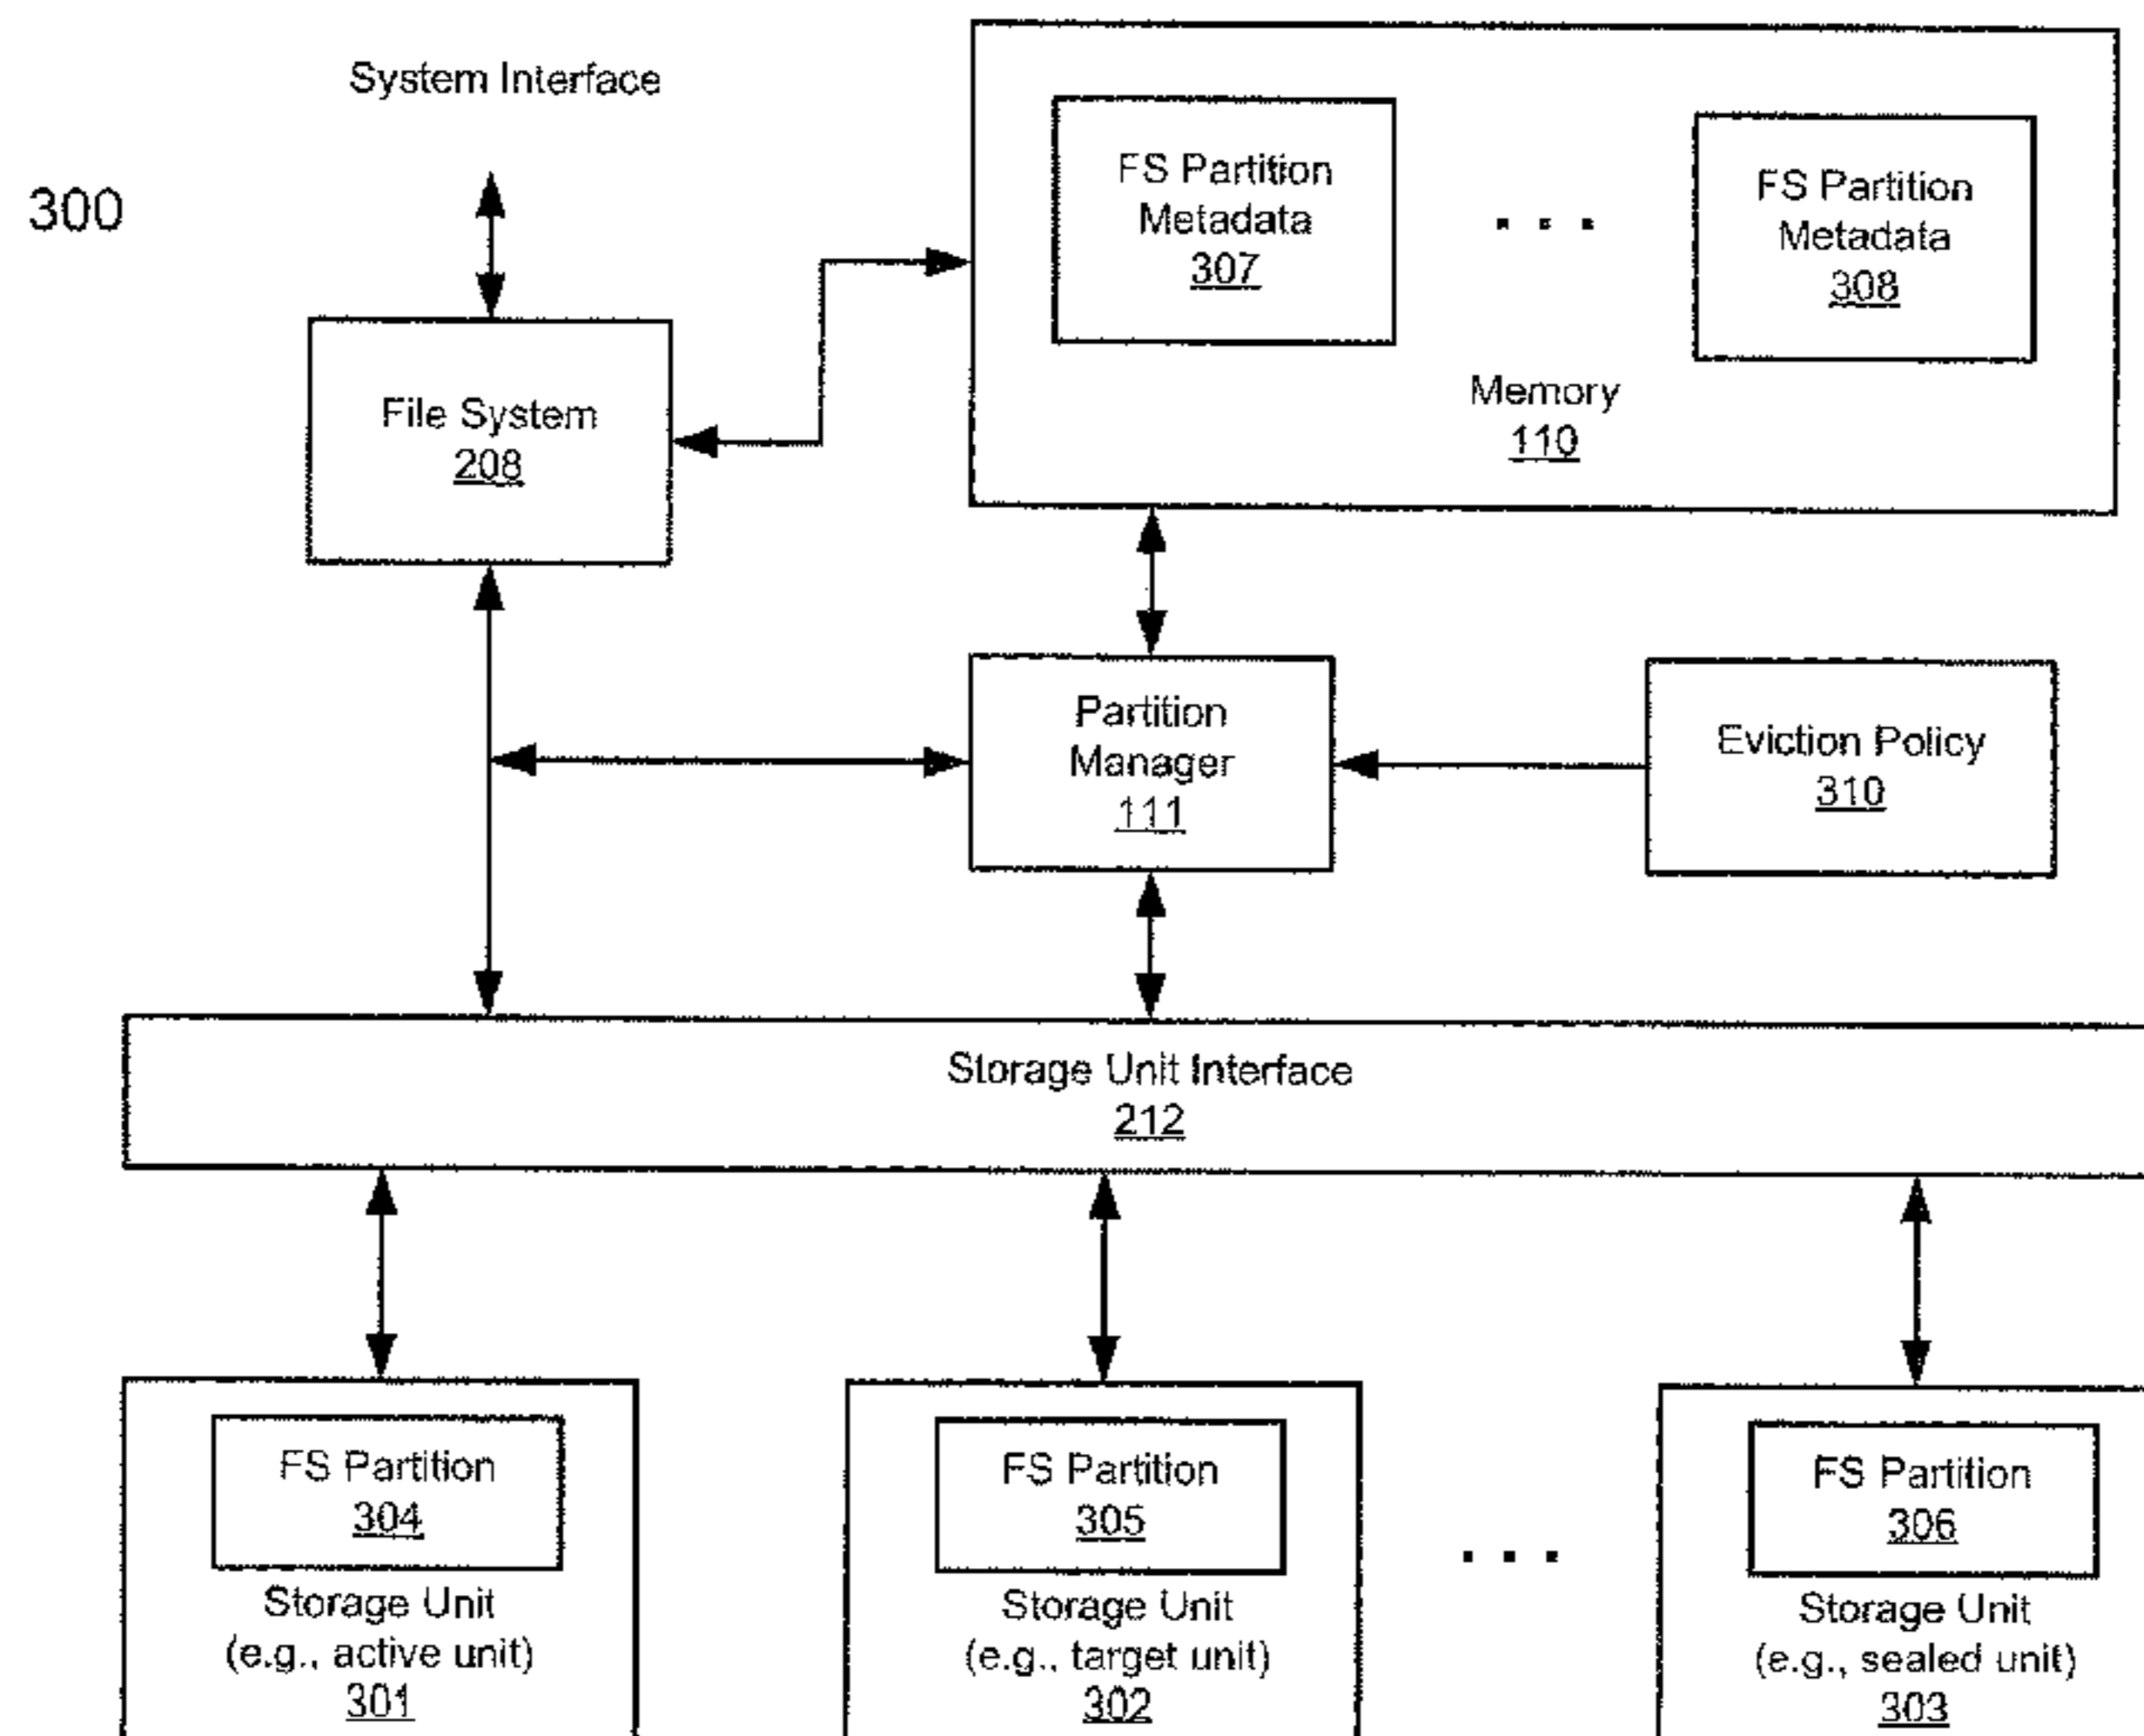 System Interface
300
FS Partition
Metadata
307
. . .
FS Partition
Metadata
308
Memory
110
File System
208
Partition
Manager
111
Eviction Policy
310
Storage Unit Interface
212
FS Partition
304
Storage Unit
(e.g., active unit)
301
FS Partition
305
Storage Unit
(e.g., target unit)
302
. . .
FS Partition
306
Storage Unit
(e.g., sealed unit)
303